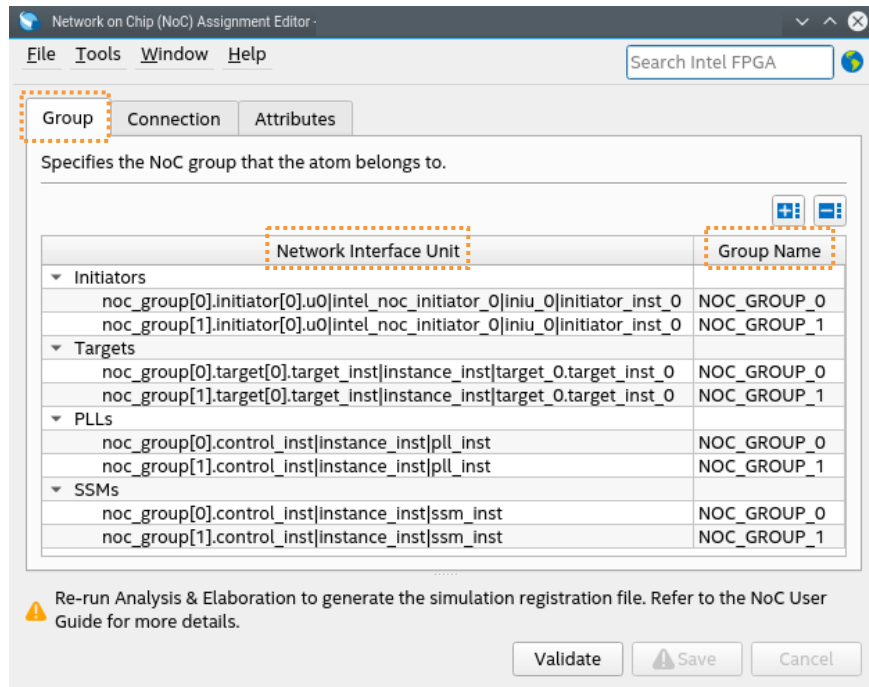 Network on Chip (NoC) Assignment Editor -
File Tools Window Help
Search Intel FPGA
Group Connection Attributes
Specifies the NoC group that the atom belongs to.
Network Interface Unit Group Name
Initiators
noc_group[0].initiator[0].u0|intel_noc_initiator_0|iniu_0|initiator_inst_0 NOC_GROUP_0
noc_group[1].initiator[0].u0|intel_noc_initiator_0|iniu_0|initiator_inst_0 NOC_GROUP_1
Targets
noc_group[0].target[0].target_inst|instance_inst|target_0.target_inst_0 NOC_GROUP_0
noc_group[1].target[0].target_inst|instance_inst|target_0.target_inst_0 NOC_GROUP_1
PLLs
noc_group[0].control_inst|instance_inst|pll_inst NOC_GROUP_0
noc_group[1].control_inst|instance_inst|pll_inst NOC_GROUP_1
SSMs
noc_group[0].control_inst|instance_inst|ssm_inst NOC_GROUP_0
noc_group[1].control_inst|instance_inst|ssm_inst NOC_GROUP_1
Re-run Analysis & Elaboration to generate the simulation registration file. Refer to the NoC User
Guide for more details.
Validate Save Cancel